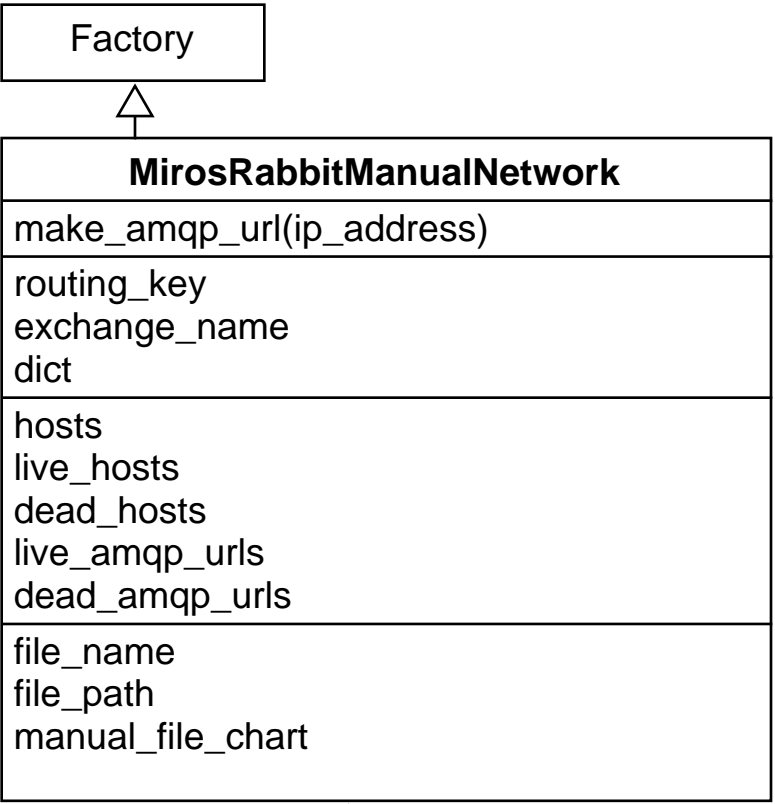 Factory
MirosRabbitManualNetwork
make_amqp_url(ip_address)
routing_key
exchange_name
dict
hosts
live_hosts
dead_hosts
live_amqp_urls
dead_amqp_urls
file_name
file_path
manual_file_chart